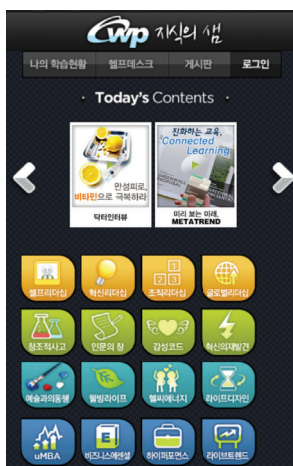 CWP 지식의 샘
나의 학습현황 헬프데스크 게시판 로그인
· Today's Contents ·
만성피로,
비타민으로 극복하라
닥터인터뷰
진화하는 교육,
"Connected
Learning
미리 보는 미래,
METATREND
셀프리더십 혁신리더십 조직리더십 글로벌리더십
창조적사고 인문의 창 감성코드 혁신의재발견
예술과의동행 웰빙라이프 헬씨에너지 라이프디자인
uMBA 비즈니스에센셜 하이퍼포먼스 라이브트렌드